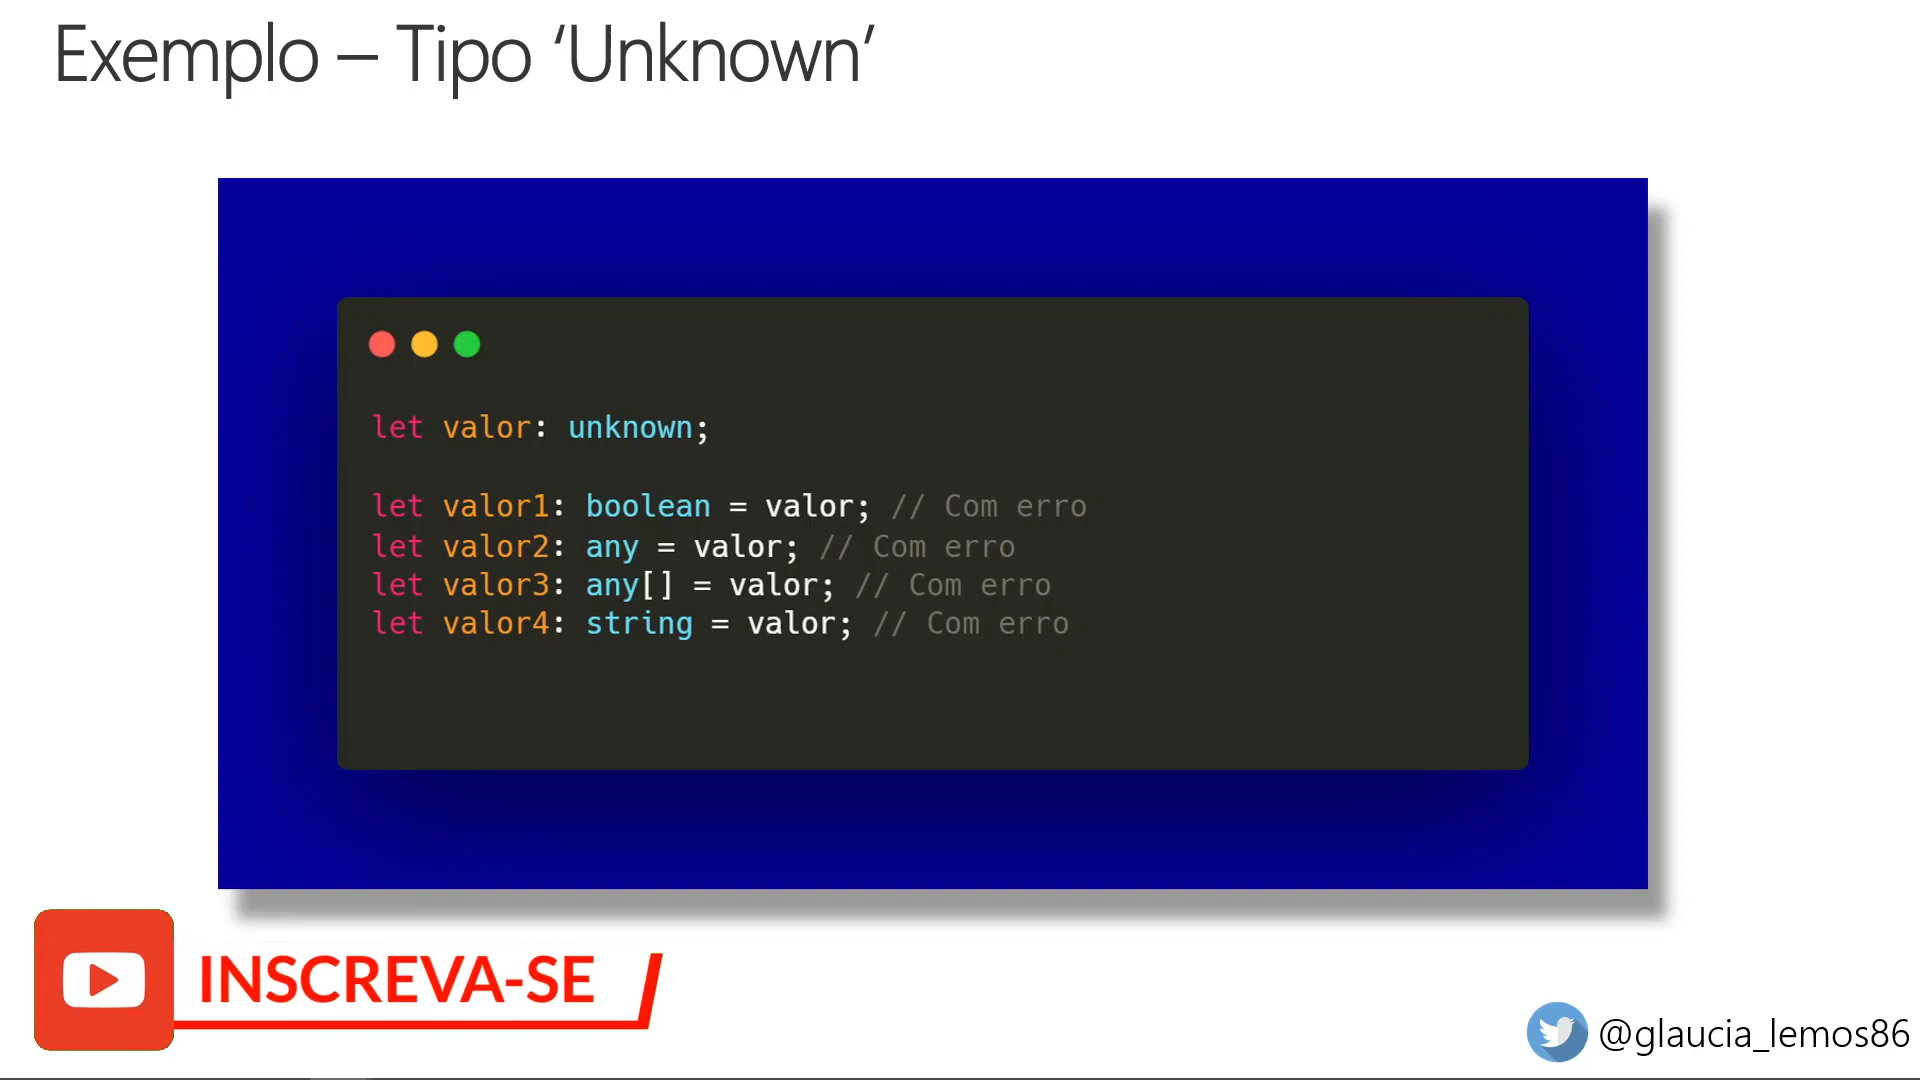 Exemplo – Tipo ‘Unknown’
let valor: unknown;
let valor1: boolean = valor; // Com erro
let valor2: any = valor; // Com erro
let valor3: any[] = valor; // Com erro
let valor4: string = valor; // Com erro
INSCREVA-SE
@glaucia_lemos86